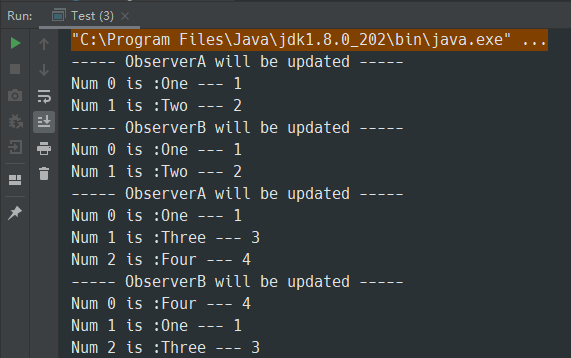 Run: Test (3)
"C:\Program Files\Java\jdk1.8.0_202\bin\java.exe" ...
----- ObserverA will be updated -----
Num 0 is :One --- 1
Num 1 is :Two --- 2
----- ObserverB will be updated -----
Num 0 is :One --- 1
Num 1 is :Two --- 2
----- ObserverA will be updated -----
Num 0 is :One --- 1
Num 1 is :Three --- 3
Num 2 is :Four --- 4
----- ObserverB will be updated -----
Num 0 is :Four --- 4
Num 1 is :One --- 1
Num 2 is :Three --- 3